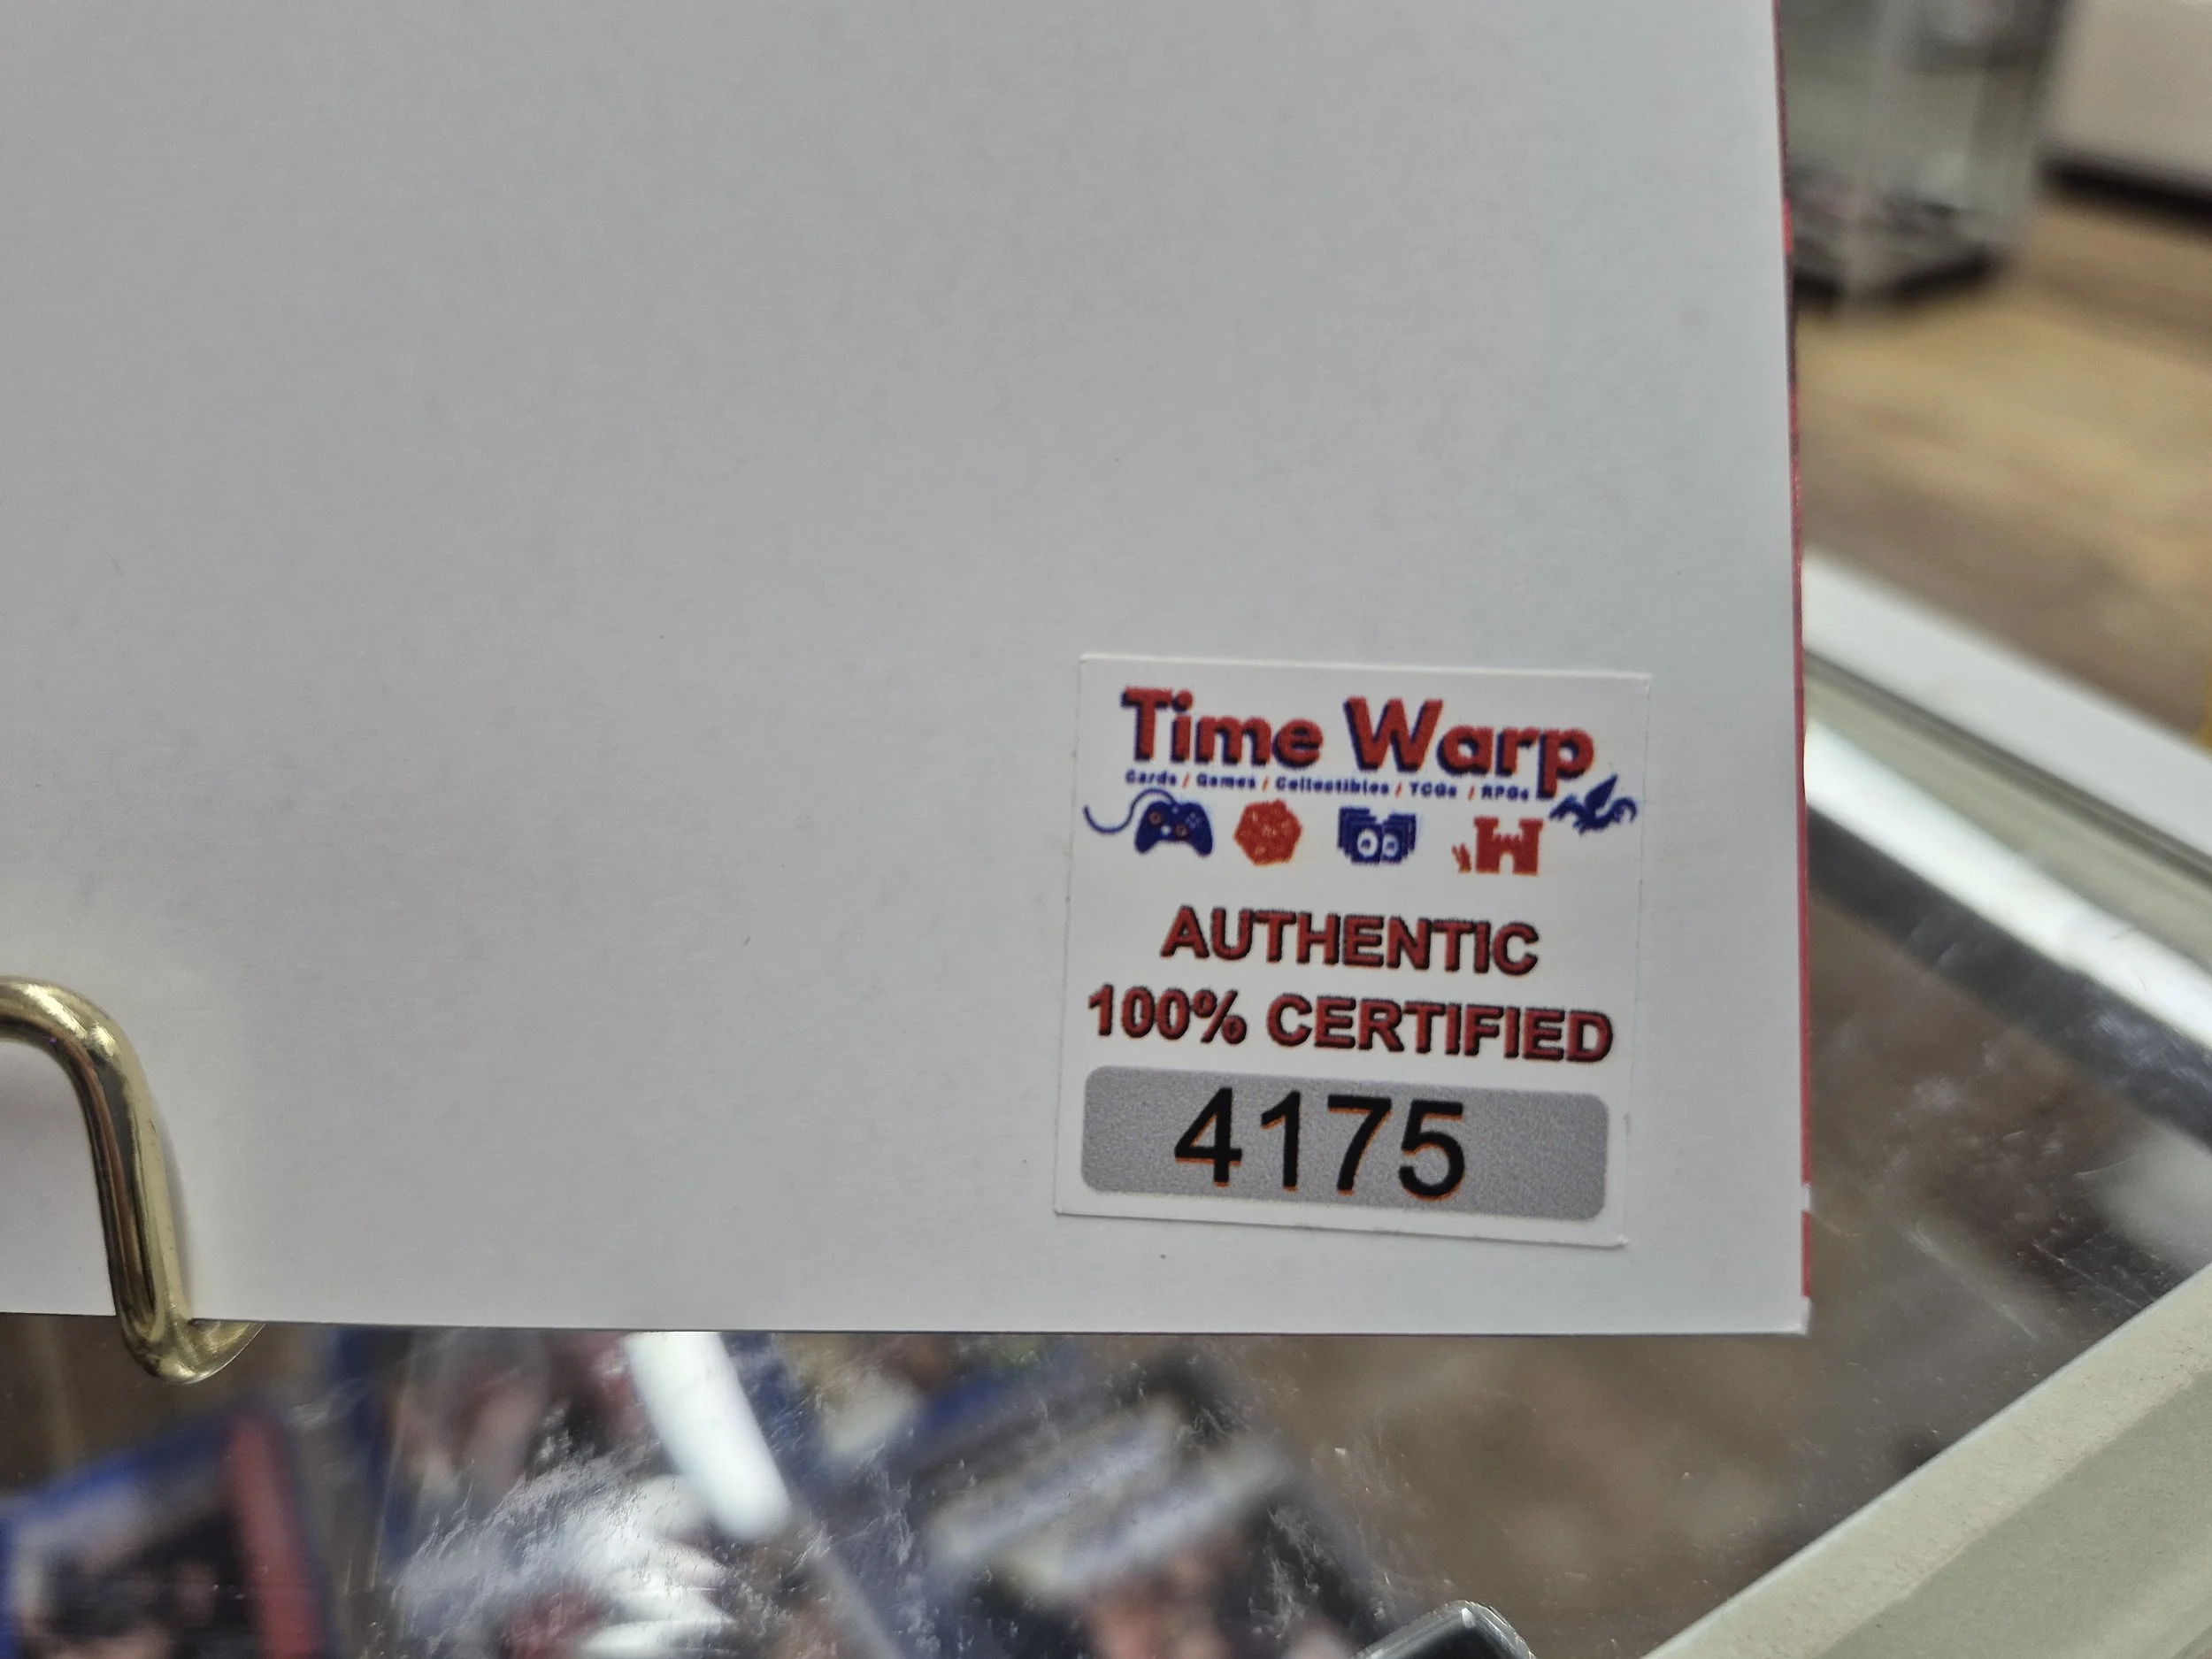 Time Warp
Cards / Games / Collectibles / TCGs / RPGs
AUTHENTIC
100% CERTIFIED
4175